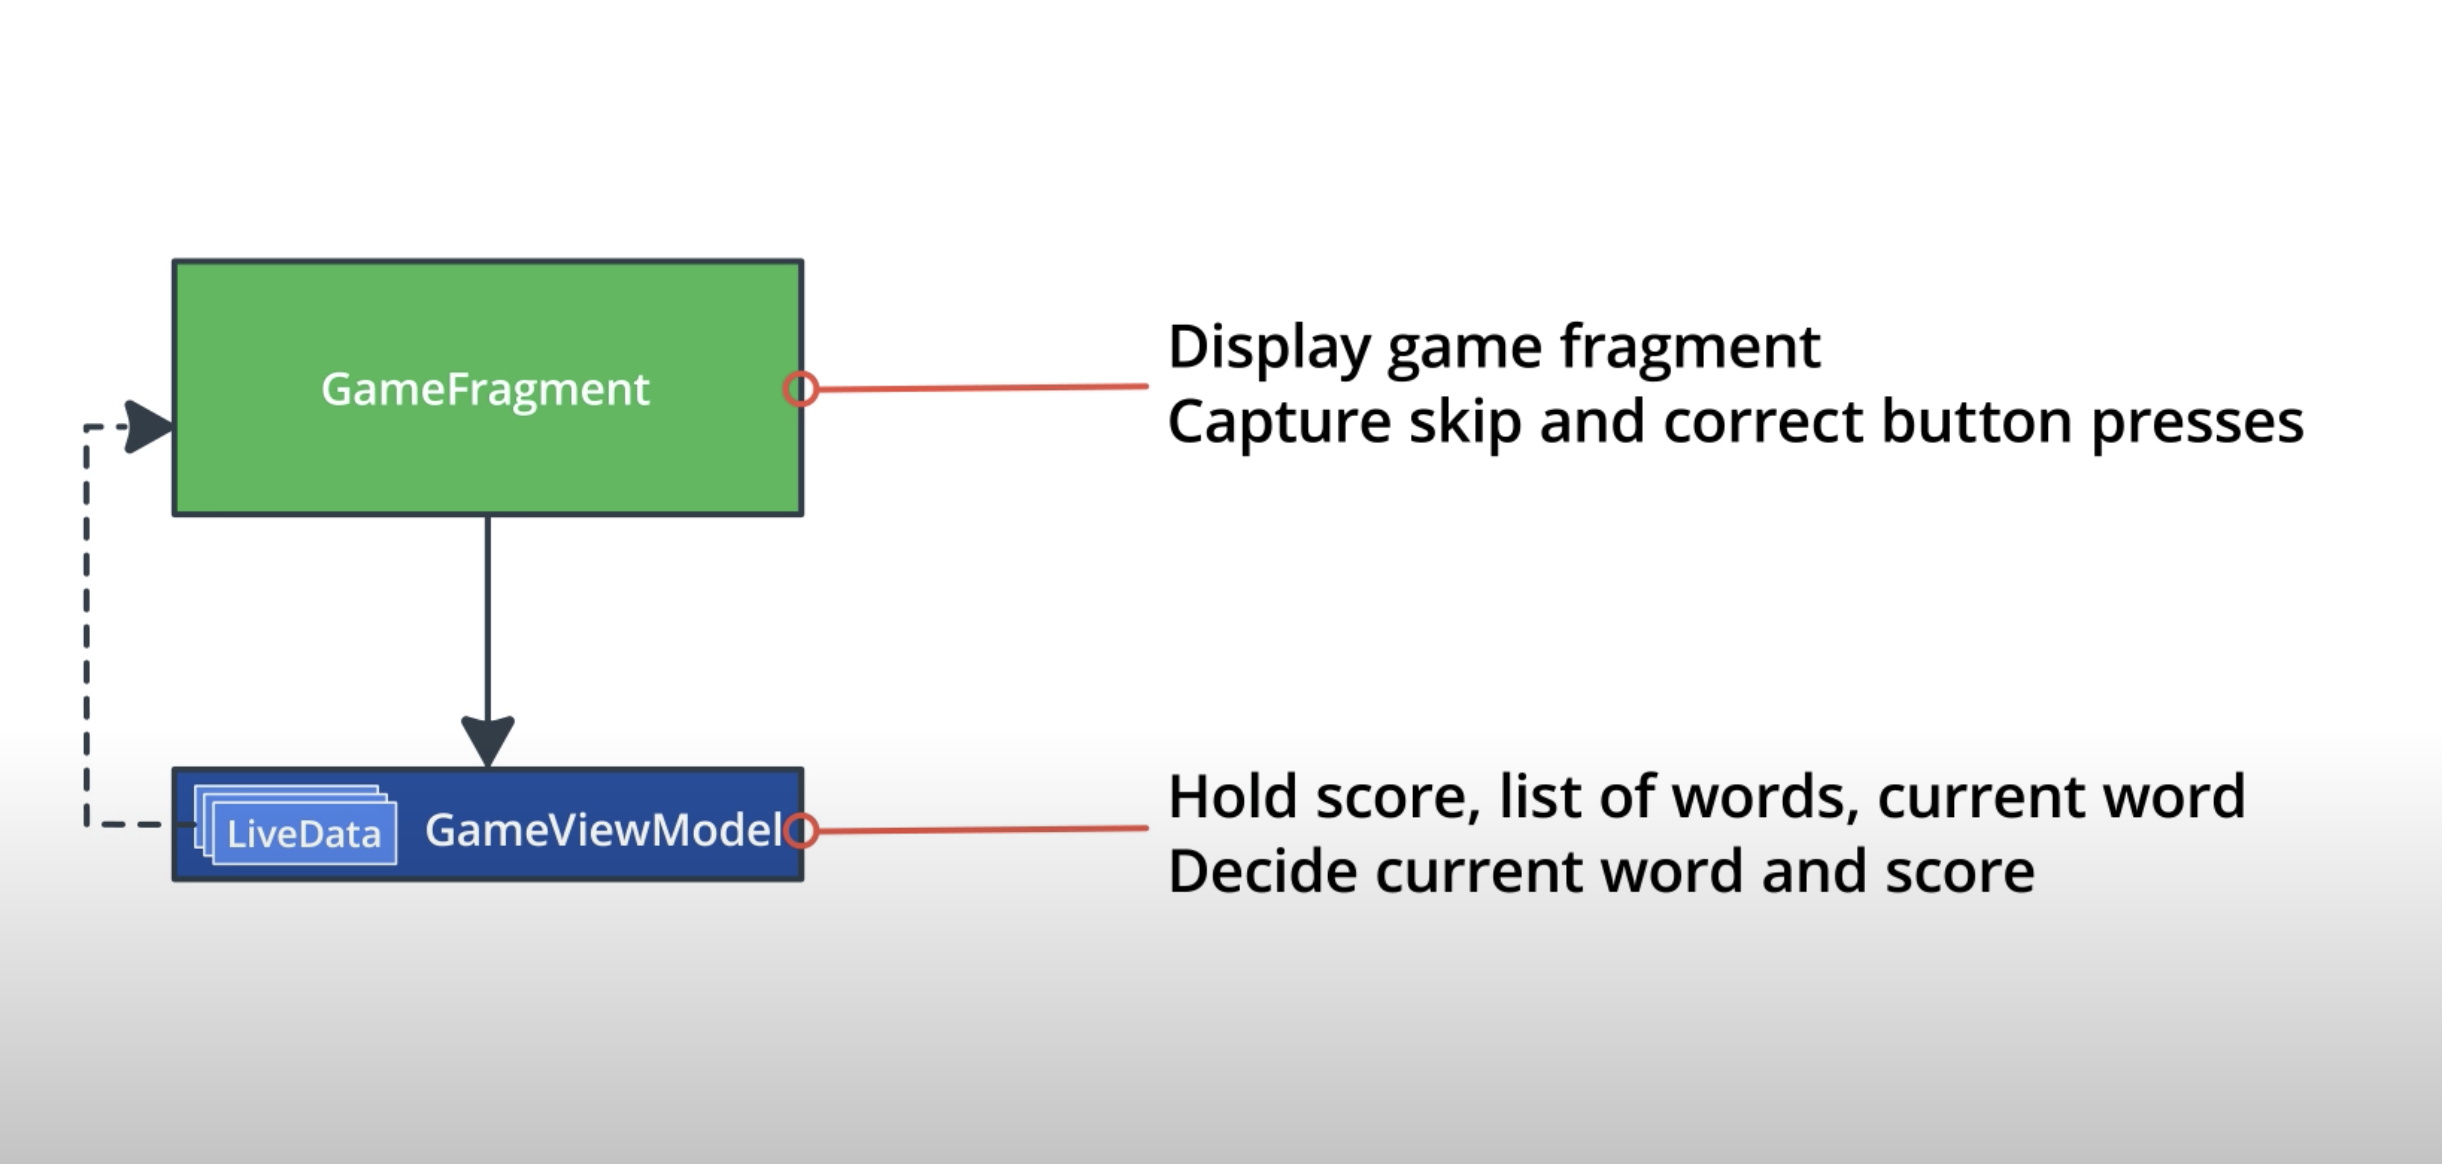 GameFragment
Display game fragment
Capture skip and correct button presses
LiveData
GameViewModel
Hold score, list of words, current word
Decide current word and score